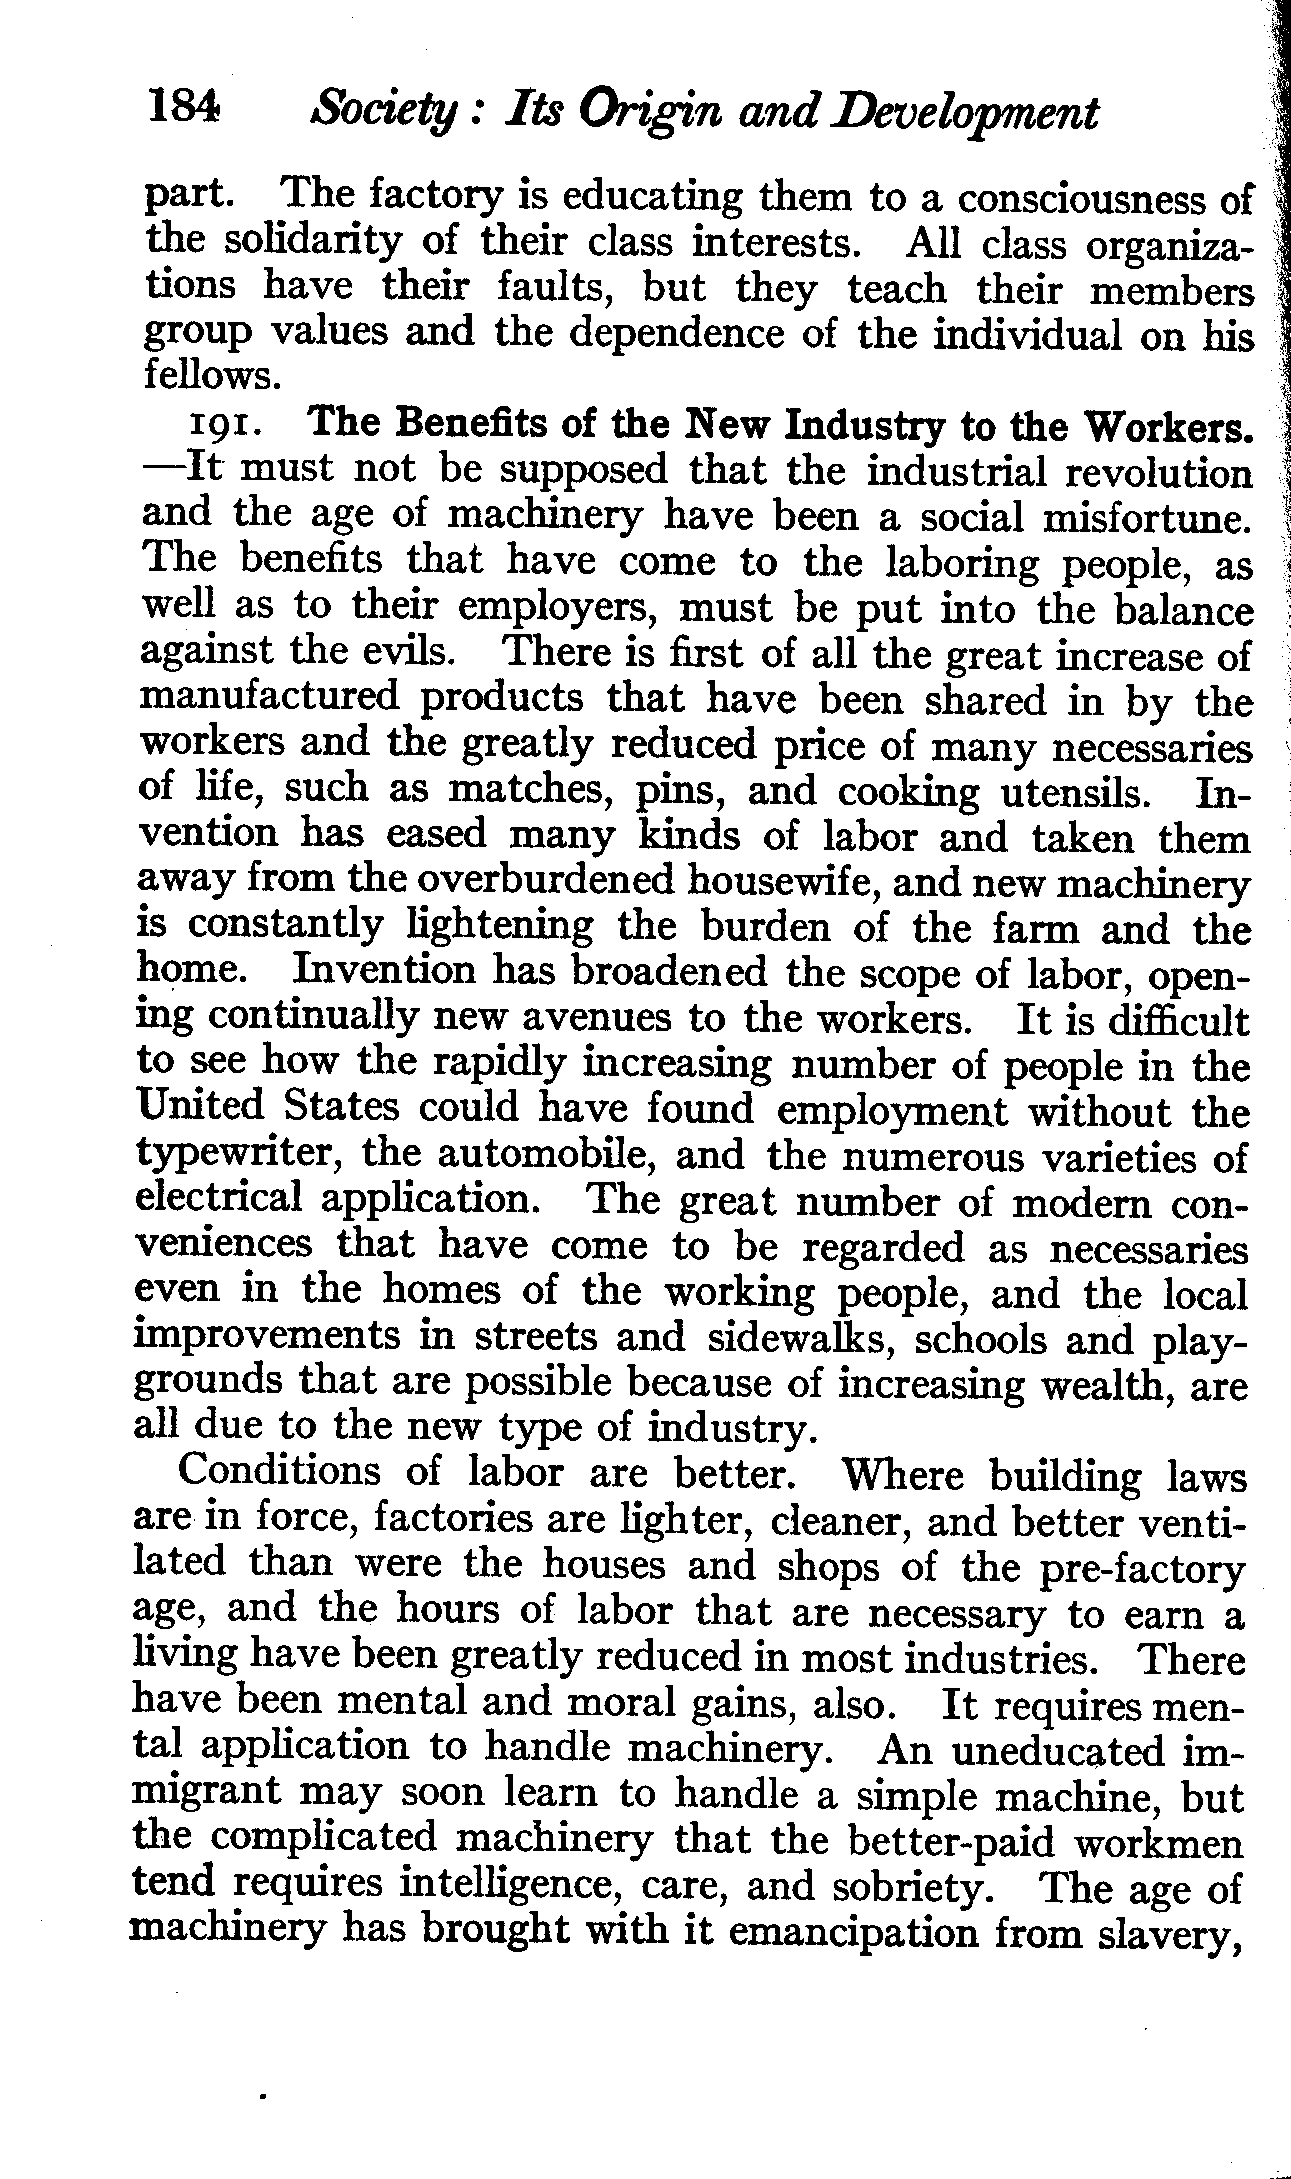 184 Society: Its Origin and Development
part. The factory is educating them to a consciousness of
the solidarity of their class interests. All class organiza-
tions have their faults, but they teach their members
group values and the dependence of the individual on his
fellows.
191. The Benefits of the New Industry to the Workers.
—It must not be supposed that the industrial revolution
and the age of machinery have been a social misfortune.
The benefits that have come to the laboring people, as
well as to their employers, must be put into the balance
against the evils. There is first of all the great increase of
manufactured products that have been shared in by the
workers and the greatly reduced price of many necessaries
of life, such as matches, pins, and cooking utensils. In-
vention has eased many kinds of labor and taken them
away from the overburdened housewife, and new machinery
is constantly lightening the burden of the farm and the
home. Invention has broadened the scope of labor, open-
ing continually new avenues to the workers. It is difficult
to see how the rapidly increasing number of people in the
United States could have found employment without the
typewriter, the automobile, and the numerous varieties of
electrical application. The great number of modern con-
veniences that have come to be regarded as necessaries
even in the homes of the working people, and the local
improvements in streets and sidewalks, schools and play-
grounds that are possible because of increasing wealth, are
all due to the new type of industry.
Conditions of labor are better. Where building laws
are in force, factories are lighter, cleaner, and better venti-
lated than were the houses and shops of the pre-factory
age, and the hours of labor that are necessary to earn a
living have been greatly reduced in most industries. There
have been mental and moral gains, also. It requires men-
tal application to handle machinery. An uneducated im-
migrant may soon learn to handle a simple machine, but
the complicated machinery that the better-paid workmen
tend requires intelligence, care, and sobriety. The age of
machinery has brought with it emancipation from slavery,